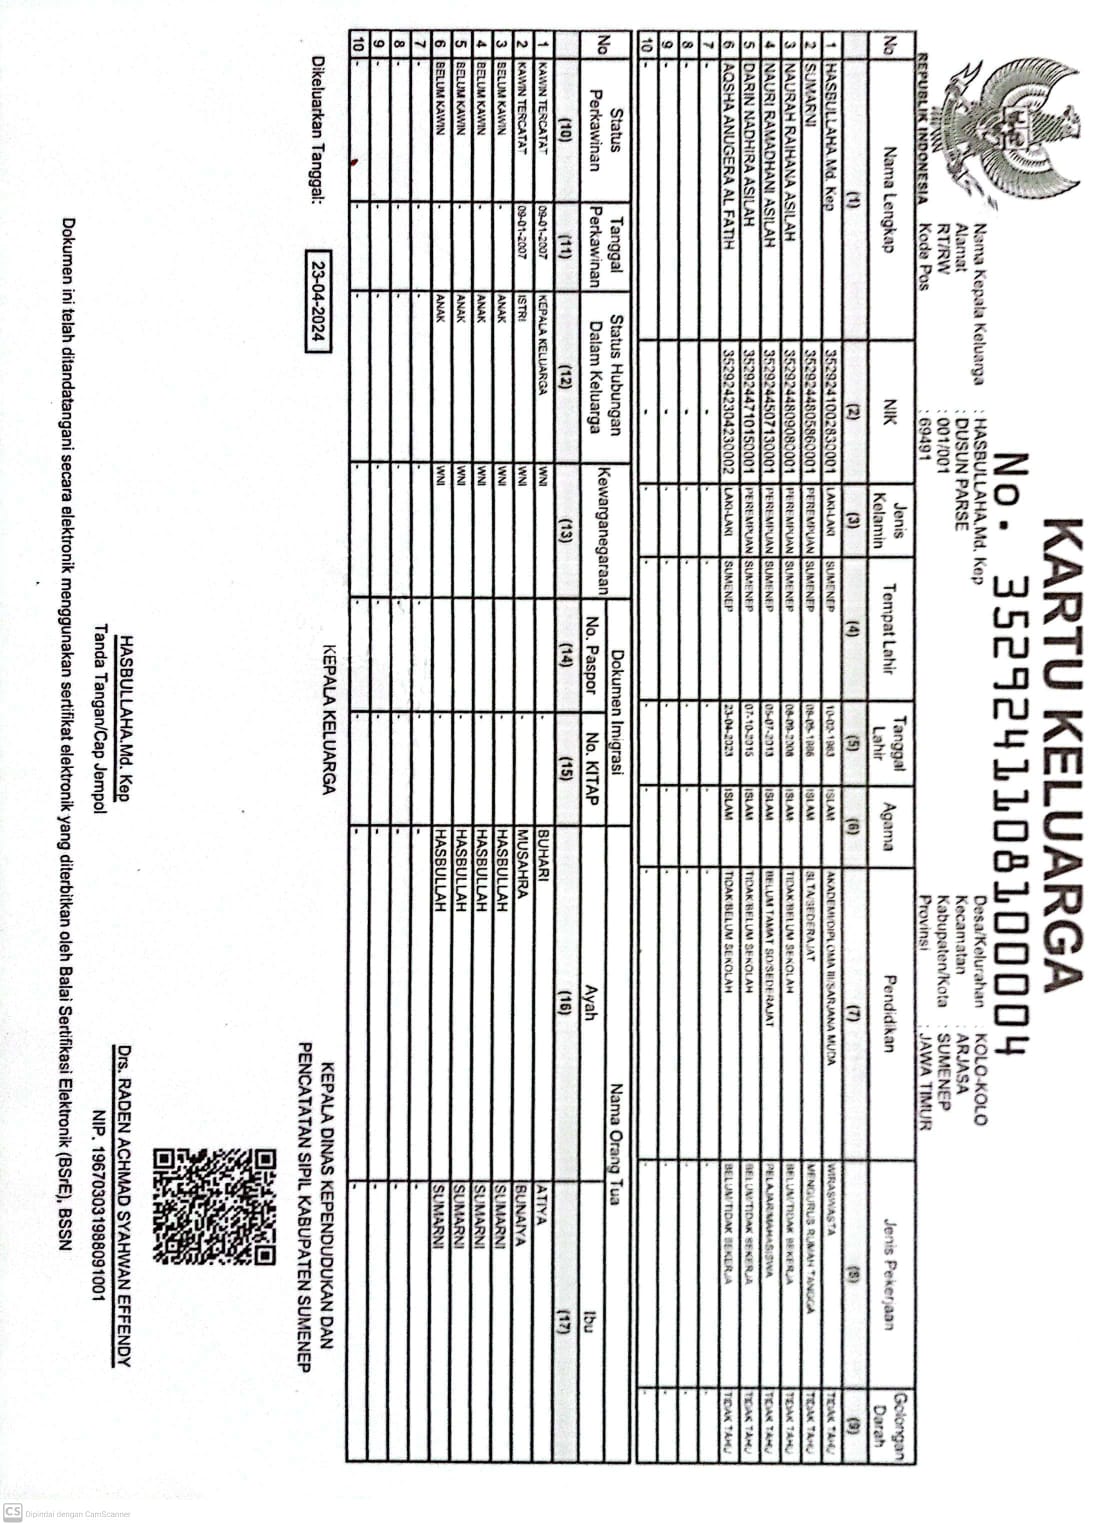 KARTU KELUARGA
No. 3529241108100004
REPUBLIK INDONESIA
Nama Kepala Keluarga : HASBULLAHA.Md. Kep
Alamat : DUSUN PARSE
RT/RW : 001/001
Kode Pos : 69491
Desa/Kelurahan : KOLO-KOLO
Kecamatan : ARJASA
Kabupaten/Kota : SUMENEP
Provinsi : JAWA TIMUR
No Nama Lengkap NIK Jenis Kelamin Tempat Lahir Tanggal Lahir Agama Pendidikan Jenis Pekerjaan Golongan Darah
(1) (2) (3) (4) (5) (6) (7) (8) (9)
1 HASBULLAHA.Md. Kep 3529241002830001 LAKI-LAKI SUMENEP 10-02-1983 ISLAM AKADEMI/DIPLOMA III/SARJANA MUDA WIRASWASTA TIDAK TAHU
2 SUMARNI 3529244805860001 PEREMPUAN SUMENEP 08-05-1986 ISLAM SLTA/SEDERAJAT MENGURUS RUMAH TANGGA TIDAK TAHU
3 NAURAH RAIHANA ASILAH 3529244809080001 PEREMPUAN SUMENEP 08-09-2008 ISLAM TIDAK/BELUM SEKOLAH BELUM/TIDAK BEKERJA TIDAK TAHU
4 NAURI RAMADHANI ASILAH 3529244507130001 PEREMPUAN SUMENEP 05-07-2013 ISLAM BELUM TAMAT SD/SEDERAJAT PELAJAR/MAHASISWA TIDAK TAHU
5 DARIN NADHIRA ASILAH 3529244710150001 PEREMPUAN SUMENEP 07-10-2015 ISLAM TIDAK/BELUM SEKOLAH BELUM/TIDAK BEKERJA TIDAK TAHU
6 AQSHA ANUGERA AL FATIH 3529242304230002 LAKI-LAKI SUMENEP 23-04-2023 ISLAM TIDAK/BELUM SEKOLAH BELUM/TIDAK BEKERJA TIDAK TAHU
7 - - - - - - - - -
8 - - - - - - - - -
9 - - - - - - - - -
10 - - - - - - - - -
No Status Perkawinan Tanggal Perkawinan Status Hubungan Dalam Keluarga Kewarganegaraan Dokumen Imigrasi Nama Orang Tua
No. Paspor No. KITAP Ayah Ibu
(10) (11) (12) (13) (14) (15) (16) (17)
1 KAWIN TERCATAT 09-01-2007 KEPALA KELUARGA WNI - BUHARI ATIYA
2 KAWIN TERCATAT 09-01-2007 ISTRI WNI - MUSAHRA BUNAIYA
3 BELUM KAWIN - ANAK WNI - HASBULLAH SUMARNI
4 BELUM KAWIN - ANAK WNI - HASBULLAH SUMARNI
5 BELUM KAWIN - ANAK WNI - HASBULLAH SUMARNI
6 BELUM KAWIN - ANAK WNI - HASBULLAH SUMARNI
7 - - - - - - - -
8 - - - - - - - -
9 - - - - - - - -
10 - - - - - - - -
Dikeluarkan Tanggal: 23-04-2024
KEPALA KELUARGA
HASBULLAHA.Md. Kep
Tanda Tangan/Cap Jempol
KEPALA DINAS KEPENDUDUKAN DAN
PENCATATAN SIPIL KABUPATEN SUMENEP
Drs. RADEN ACHMAD SYAHWAN EFFENDY
NIP. 196703031988091001
Dokumen ini telah ditandatangani secara elektronik menggunakan sertifikat elektronik yang diterbitkan oleh Balai Sertifikasi Elektronik (BSrE), BSSN
CS Dipindai dengan CamScanner